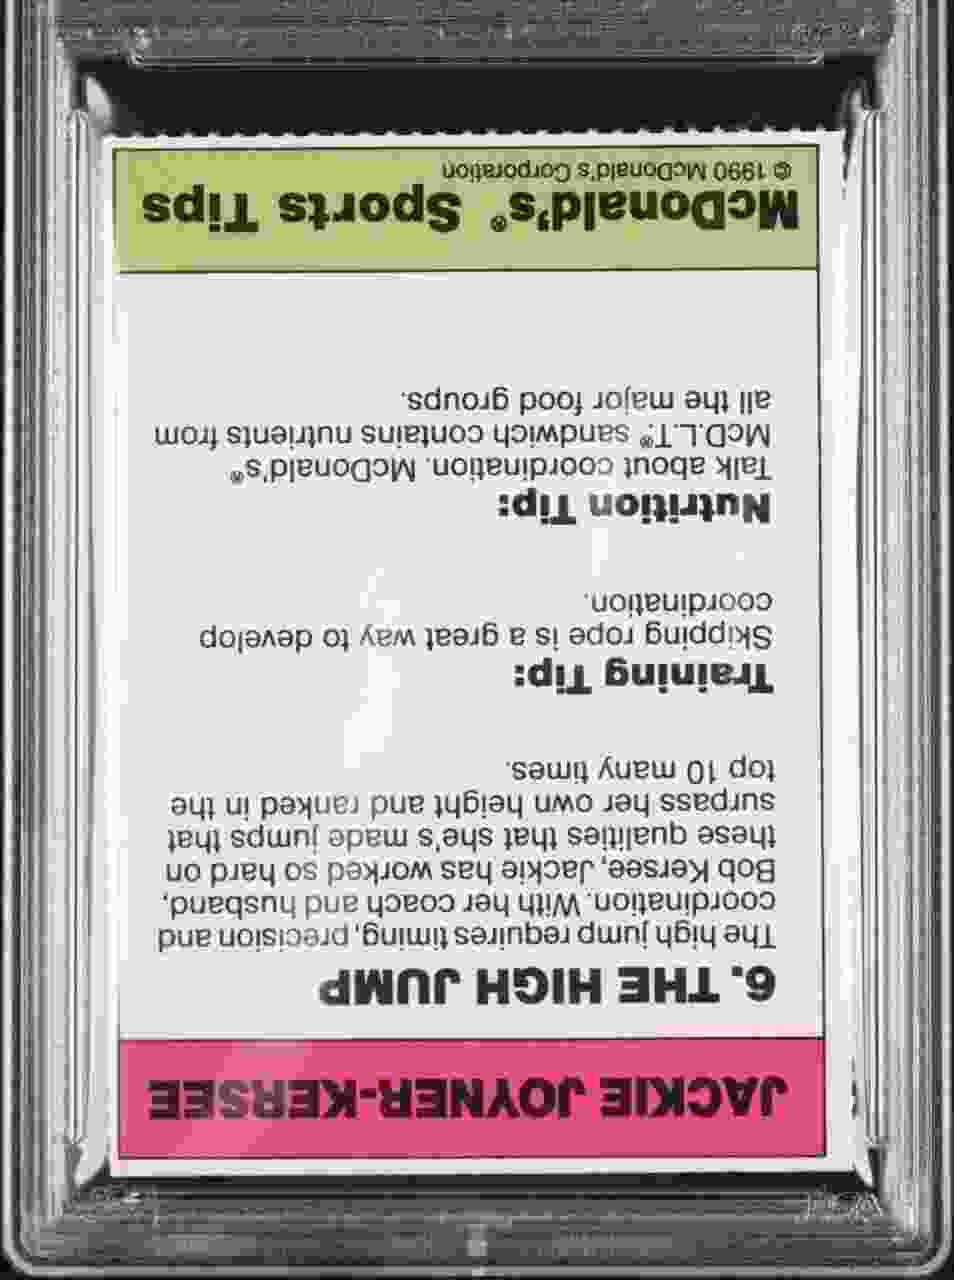 JACKIE JOYNER-KERSEE
6. THE HIGH JUMP
The high jump requires timing, precision and
coordination. With her coach and husband,
Bob Kersee, Jackie has worked so hard on
these qualities that she's made jumps that
surpass her own height and ranked in the
top 10 many times.
Training Tip:
Skipping rope is a great way to develop
coordination.
Nutrition Tip:
Talk about coordination. McDonald's®
McD.L.T.® sandwich contains nutrients from
all the major food groups.
McDonald's® Sports Tips
© 1990 McDonald's Corporation